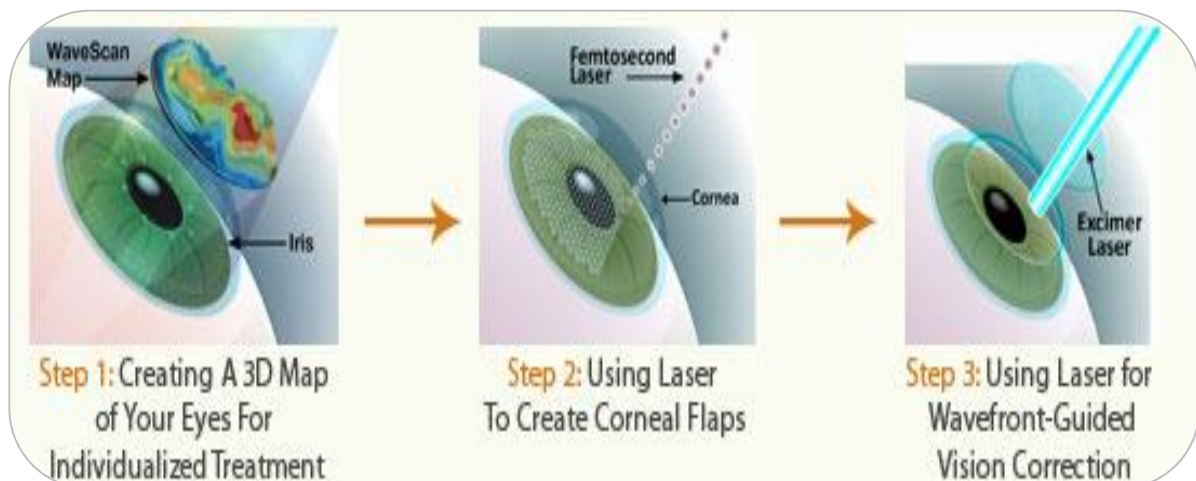 WaveScan
Map
Iris
Step 1: Creating A 3D Map
of Your Eyes For
Individualized Treatment
Femtosecond
Laser
Cornea
Step 2: Using Laser
To Create Corneal Flaps
Excimer
Laser
Step 3: Using Laser for
Wavefront-Guided
Vision Correction